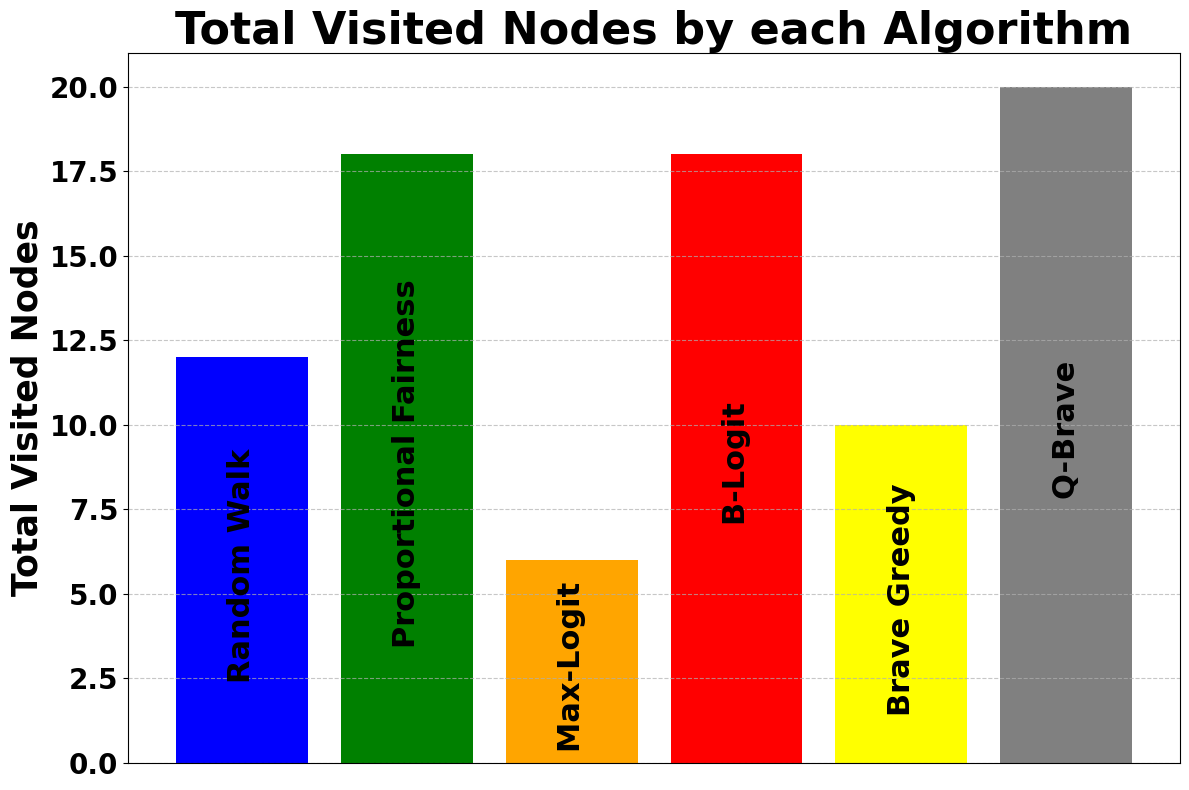 Total Visited Nodes by each Algorithm
Total Visited Nodes
20.0
17.5
15.0
12.5
10.0
7.5
5.0
2.5
0.0
Random Walk
Proportional Fairness
Max-Logit
B-Logit
Brave Greedy
Q-Brave